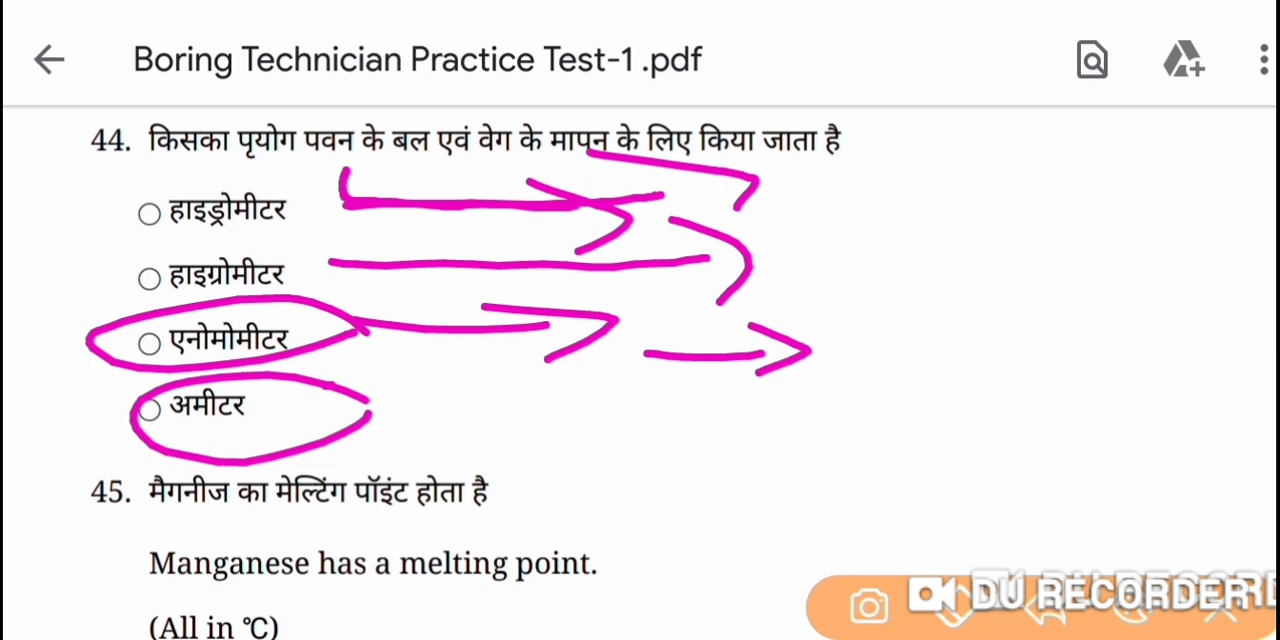 Boring Technician Practice Test-1 .pdf
44. किसका पृयोग पवन के बल एवं वेग के मापन के लिए किया जाता है
हाइड्रोमीटर
हाइग्रोमीटर
एनोमोमीटर
अमीटर
45. मैगनीज का मेल्टिंग पॉइंट होता है
Manganese has a melting point.
(All in °C)
DU RECORDER